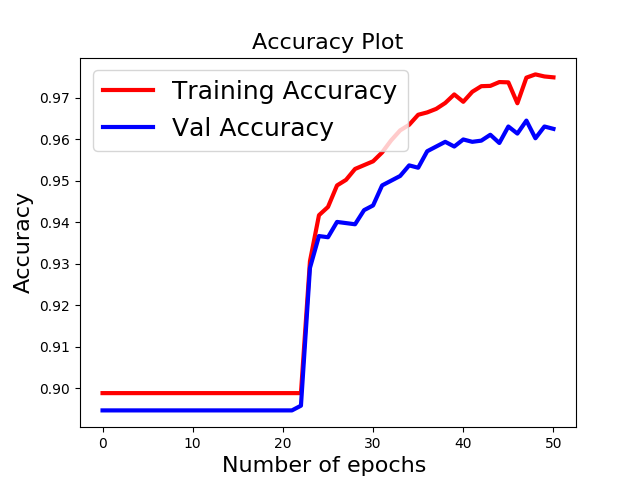 Accuracy Plot
Training Accuracy
Val Accuracy
0.97
0.96
0.95
0.94
0.93
0.92
0.91
0.90
Accuracy
0 10 20 30 40 50
Number of epochs